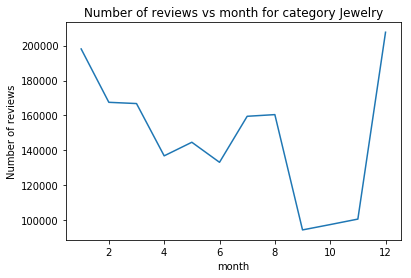 Number of reviews vs month for category Jewelry
200000
180000
160000
140000
120000
100000
Number of reviews
2 4 6 8 10 12
month